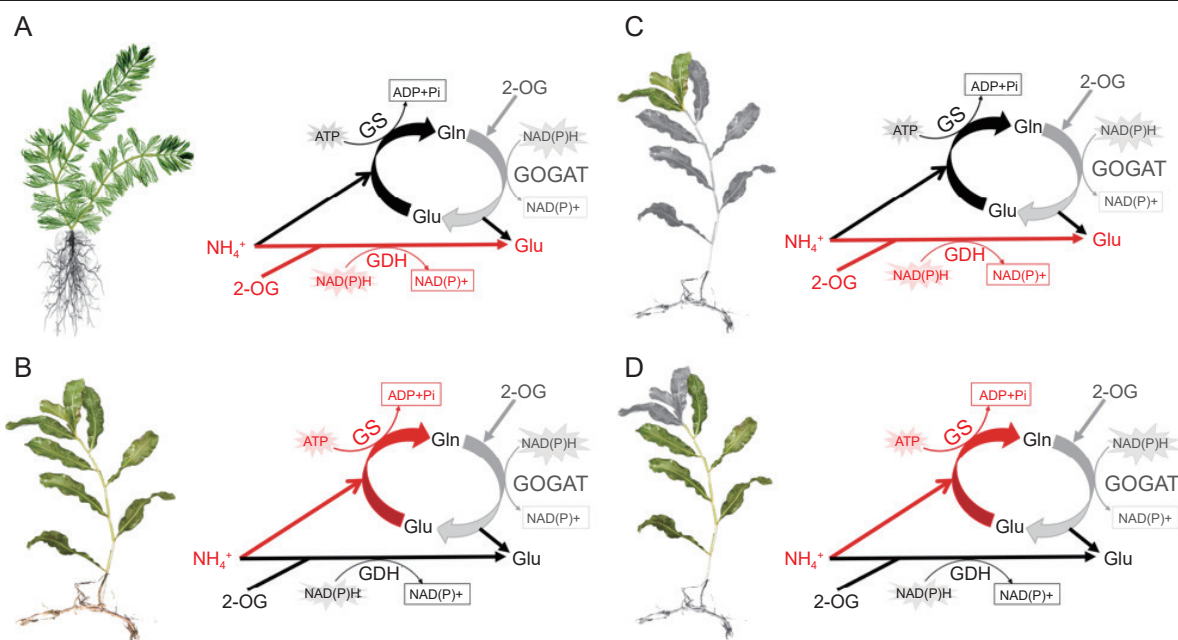 A
ADP+Pi
2-OG
ATP
GS
Gln
NAD(P)H
GOGAT
NAD(P)+
Glu
NH₄⁺
Glu
GDH
2-OG
NAD(P)H
NAD(P)+
C
ADP+Pi
2-OG
ATP
GS
Gln
NAD(P)H
GOGAT
NAD(P)+
Glu
NH₄⁺
Glu
GDH
2-OG
NAD(P)H
NAD(P)+
B
ADP+Pi
2-OG
ATP
GS
Gln
NAD(P)H
GOGAT
NAD(P)+
Glu
NH₄⁺
Glu
GDH
2-OG
NAD(P)H
NAD(P)+
D
ADP+Pi
2-OG
ATP
GS
Gln
NAD(P)H
GOGAT
NAD(P)+
Glu
NH₄⁺
Glu
GDH
2-OG
NAD(P)H
NAD(P)+